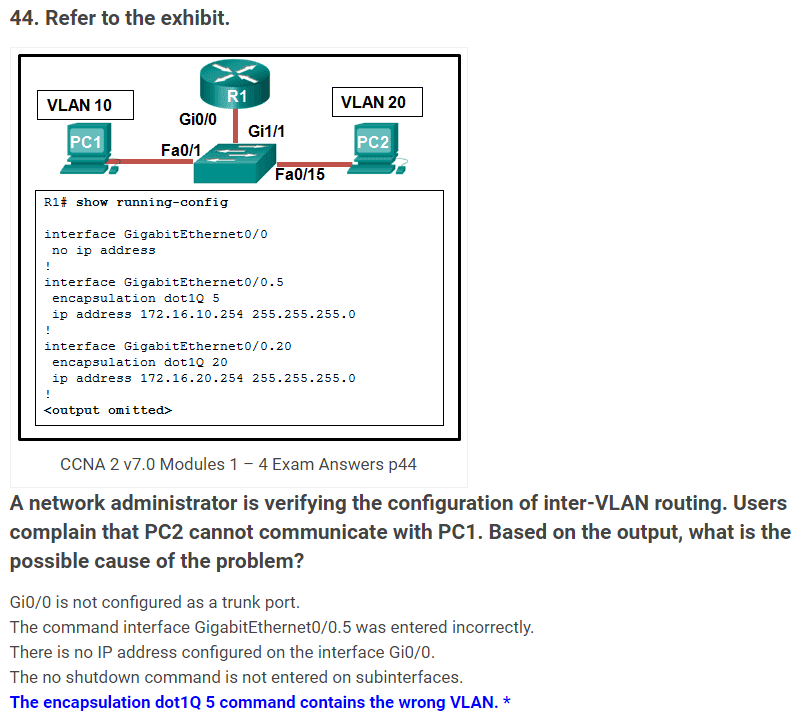 44. Refer to the exhibit.
R1
VLAN 10
VLAN 20
Gi0/0
Gi1/1
PC1
PC2
Fa0/1
Fa0/15
R1# show running-config
interface GigabitEthernet0/0
no ip address
!
interface GigabitEthernet0/0.5
encapsulation dot1Q 5
ip address 172.16.10.254 255.255.255.0
!
interface GigabitEthernet0/0.20
encapsulation dot1Q 20
ip address 172.16.20.254 255.255.255.0
!
<output omitted>
CCNA 2 v7.0 Modules 1 – 4 Exam Answers p44
A network administrator is verifying the configuration of inter-VLAN routing. Users
complain that PC2 cannot communicate with PC1. Based on the output, what is the
possible cause of the problem?
Gi0/0 is not configured as a trunk port.
The command interface GigabitEthernet0/0.5 was entered incorrectly.
There is no IP address configured on the interface Gi0/0.
The no shutdown command is not entered on subinterfaces.
The encapsulation dot1Q 5 command contains the wrong VLAN. *